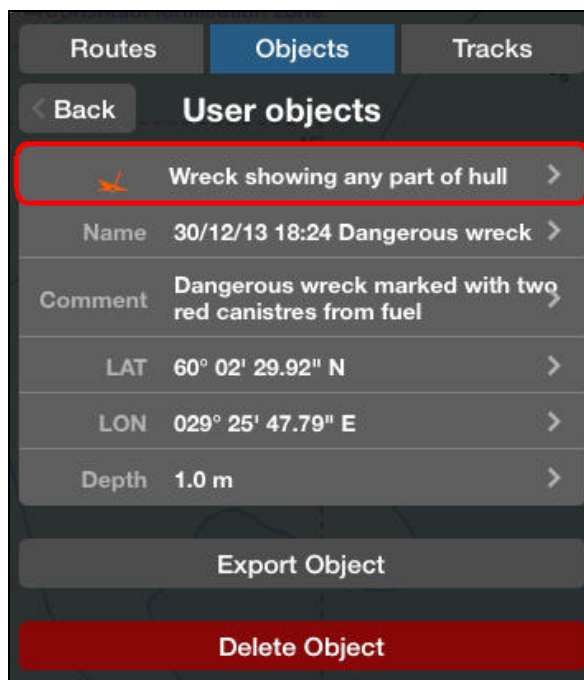 Routes Objects Tracks
Back User objects
Wreck showing any part of hull
Name 30/12/13 18:24 Dangerous wreck
Comment Dangerous wreck marked with two
red canistres from fuel
LAT 60° 02' 29.92" N
LON 029° 25' 47.79" E
Depth 1.0 m
Export Object
Delete Object